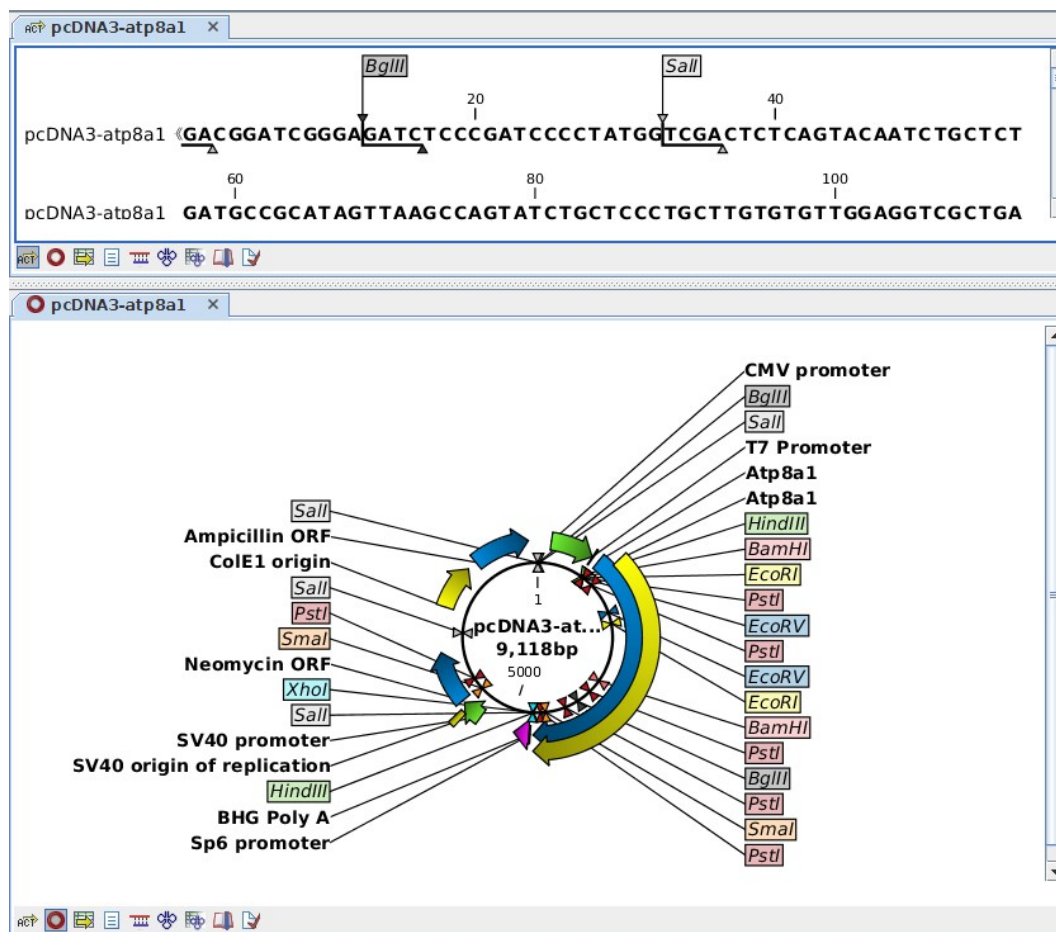 ACT pcDNA3-atp8a1 ×
BglII SalI
20 40
pcDNA3-atp8a1 «GACGGATCGGGAGATCTCCCGATCCCCTATGGTCGACTCTCAGTACAATCTGCTCT
60 80 100
pcDNA3-atp8a1 GATGCCGCATAGTTAAGCCAGTATCTGCTCCCTGCTTGTGTGTTGGAGGTCGCTGA
ACT
pcDNA3-atp8a1 ×
CMV promoter
BglII
SalI
T7 Promoter
Atp8a1
Atp8a1
HindIII
BamHI
EcoRI
PstI
EcoRV
PstI
EcoRV
EcoRI
BamHI
PstI
BglII
PstI
SmaI
PstI
SalI
Ampicillin ORF
ColE1 origin
SalI
PstI
SmaI
Neomycin ORF
XhoI
SalI
SV40 promoter
SV40 origin of replication
HindIII
BHG Poly A
Sp6 promoter
1
pcDNA3-at...
9,118bp
5000
ACT